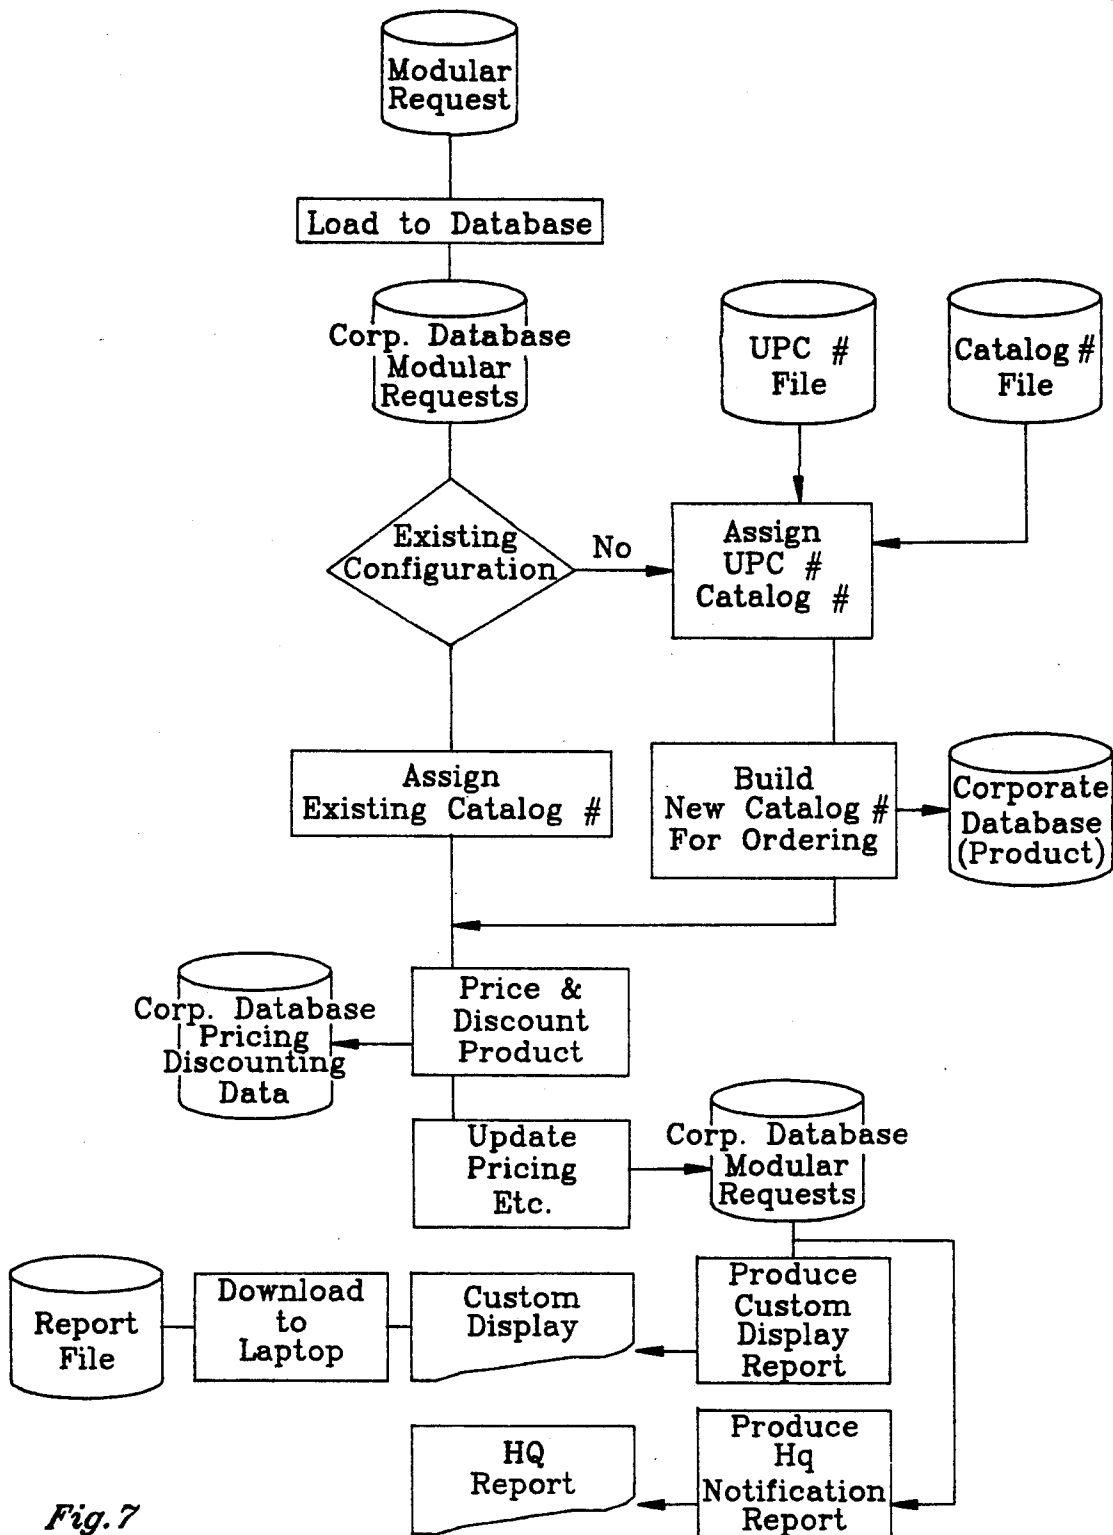 Modular
Request
Load to Database
Corp. Database
Modular
Requests
UPC #
File
Catalog #
File
Existing
Configuration
No
Assign
UPC #
Catalog #
Assign
Existing Catalog #
Build
New Catalog #
For Ordering
Corporate
Database
(Product)
Corp. Database
Pricing
Discounting
Data
Price &
Discount
Product
Update
Pricing
Etc.
Corp. Database
Modular
Requests
Report
File
Download
to
Laptop
Custom
Display
Produce
Custom
Display
Report
HQ
Report
Produce
Hq
Notification
Report
Fig. 7